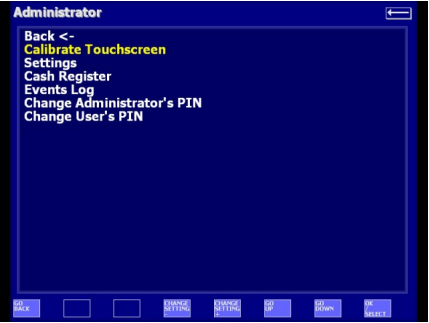 Administrator
Back <-
Calibrate Touchscreen
Settings
Cash Register
Events Log
Change Administrator's PIN
Change User's PIN
GO
BACK
CHANGE
SETTING
-
CHANGE
SETTING
+
GO
UP
GO
DOWN
OK
/
SELECT